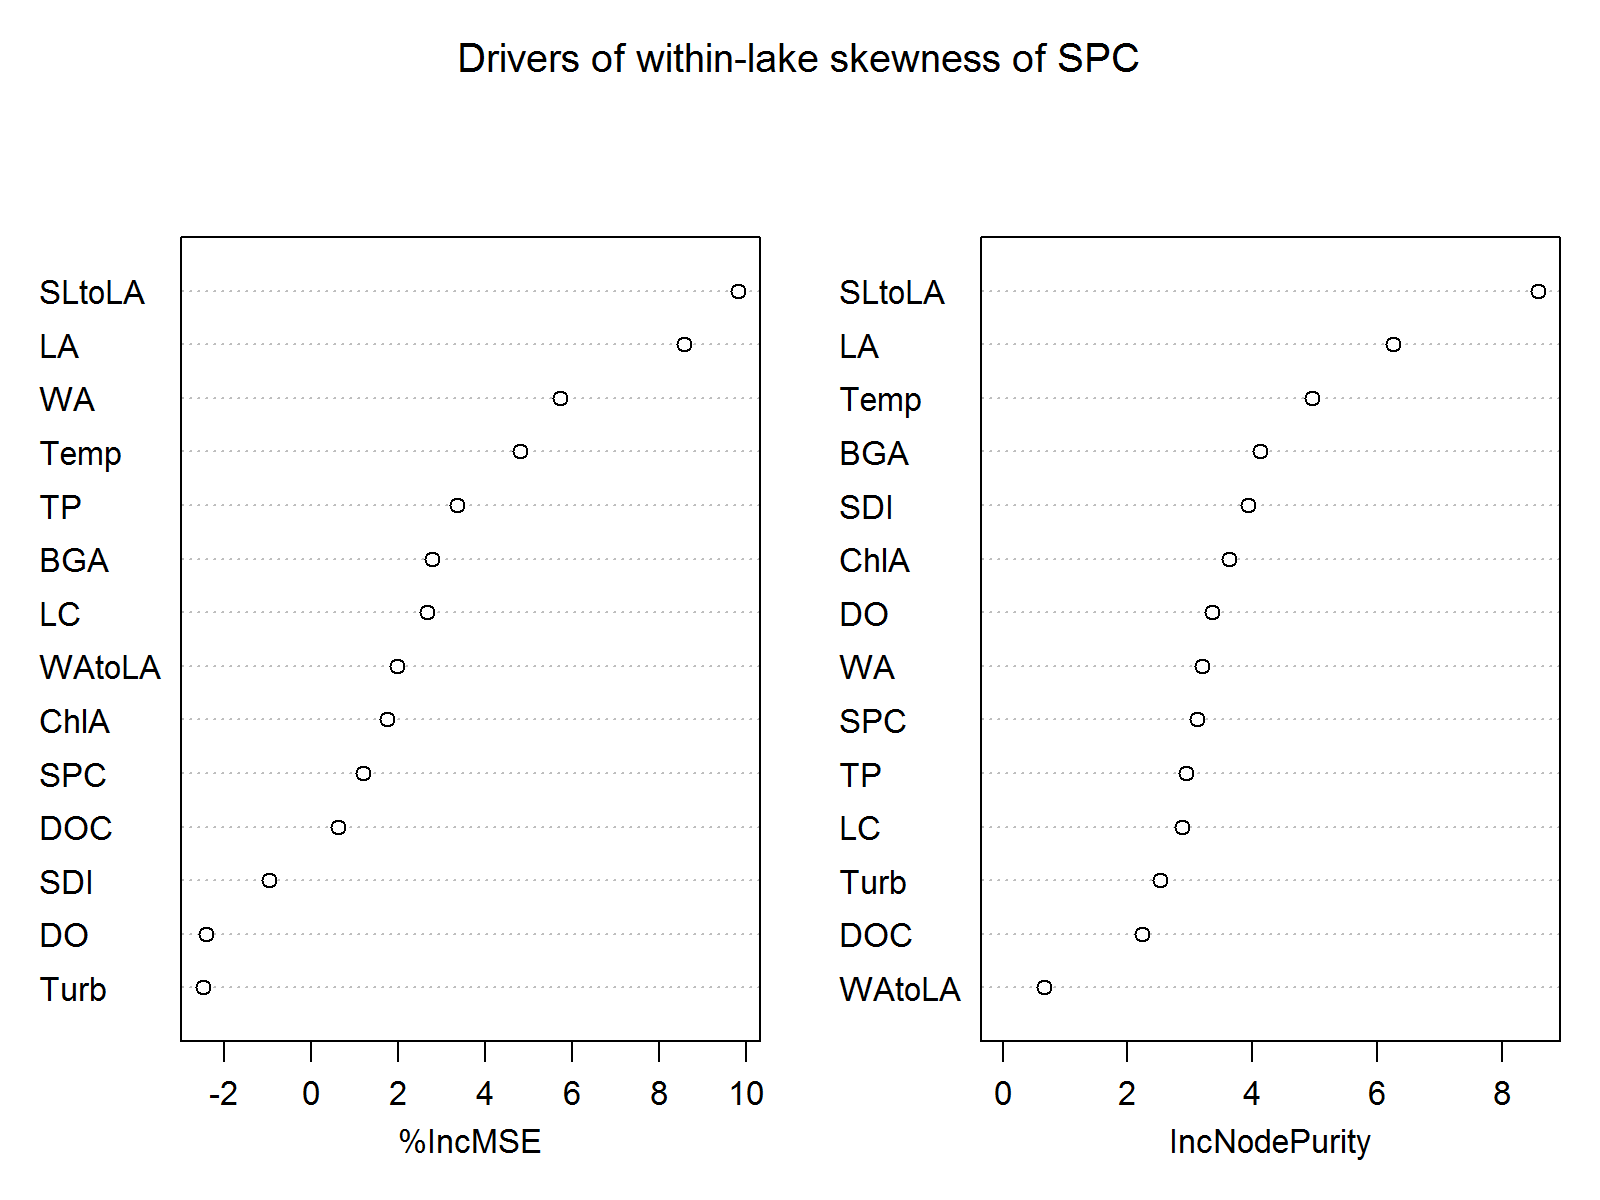 Drivers of within-lake skewness of SPC
SLtoLA
LA
WA
Temp
TP
BGA
LC
WAtoLA
ChlA
SPC
DOC
SDI
DO
Turb
-2 0 2 4 6 8 10
%IncMSE
SLtoLA
LA
Temp
BGA
SDI
ChlA
DO
WA
SPC
TP
LC
Turb
DOC
WAtoLA
0 2 4 6 8
IncNodePurity